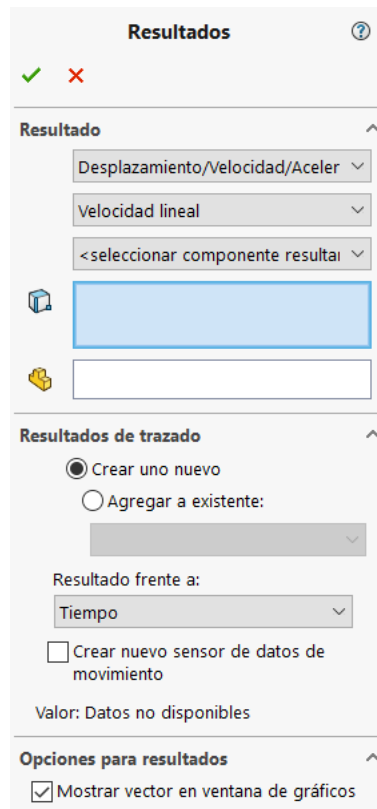 Resultados
Resultado
Desplazamiento/Velocidad/Aceler
Velocidad lineal
<seleccionar componente resultar
Resultados de trazado
Crear uno nuevo
Agregar a existente:
Resultado frente a:
Tiempo
Crear nuevo sensor de datos de
movimiento
Valor: Datos no disponibles
Opciones para resultados
Mostrar vector en ventana de gráficos